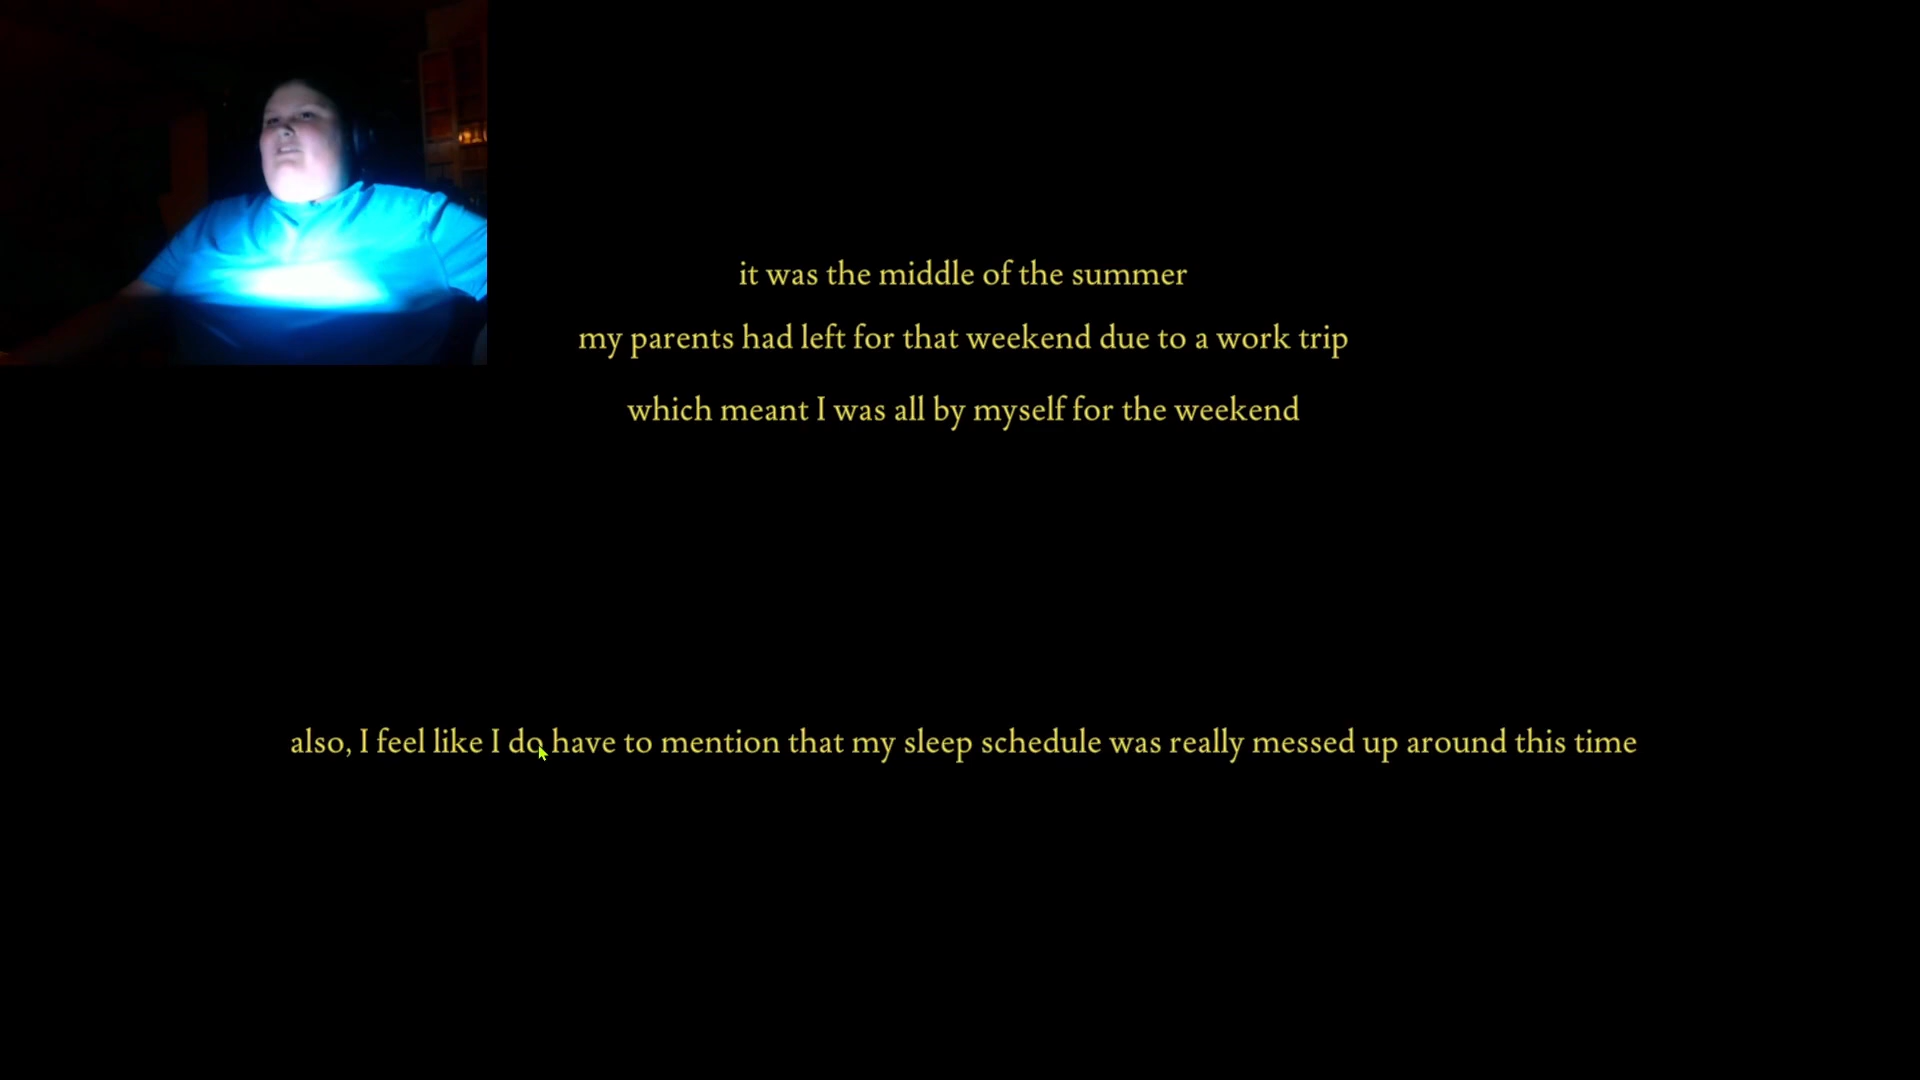 it was the middle of the summer
my parents had left for that weekend due to a work trip
which meant I was all by myself for the weekend
also, I feel like I do have to mention that my sleep schedule was really messed up around this time